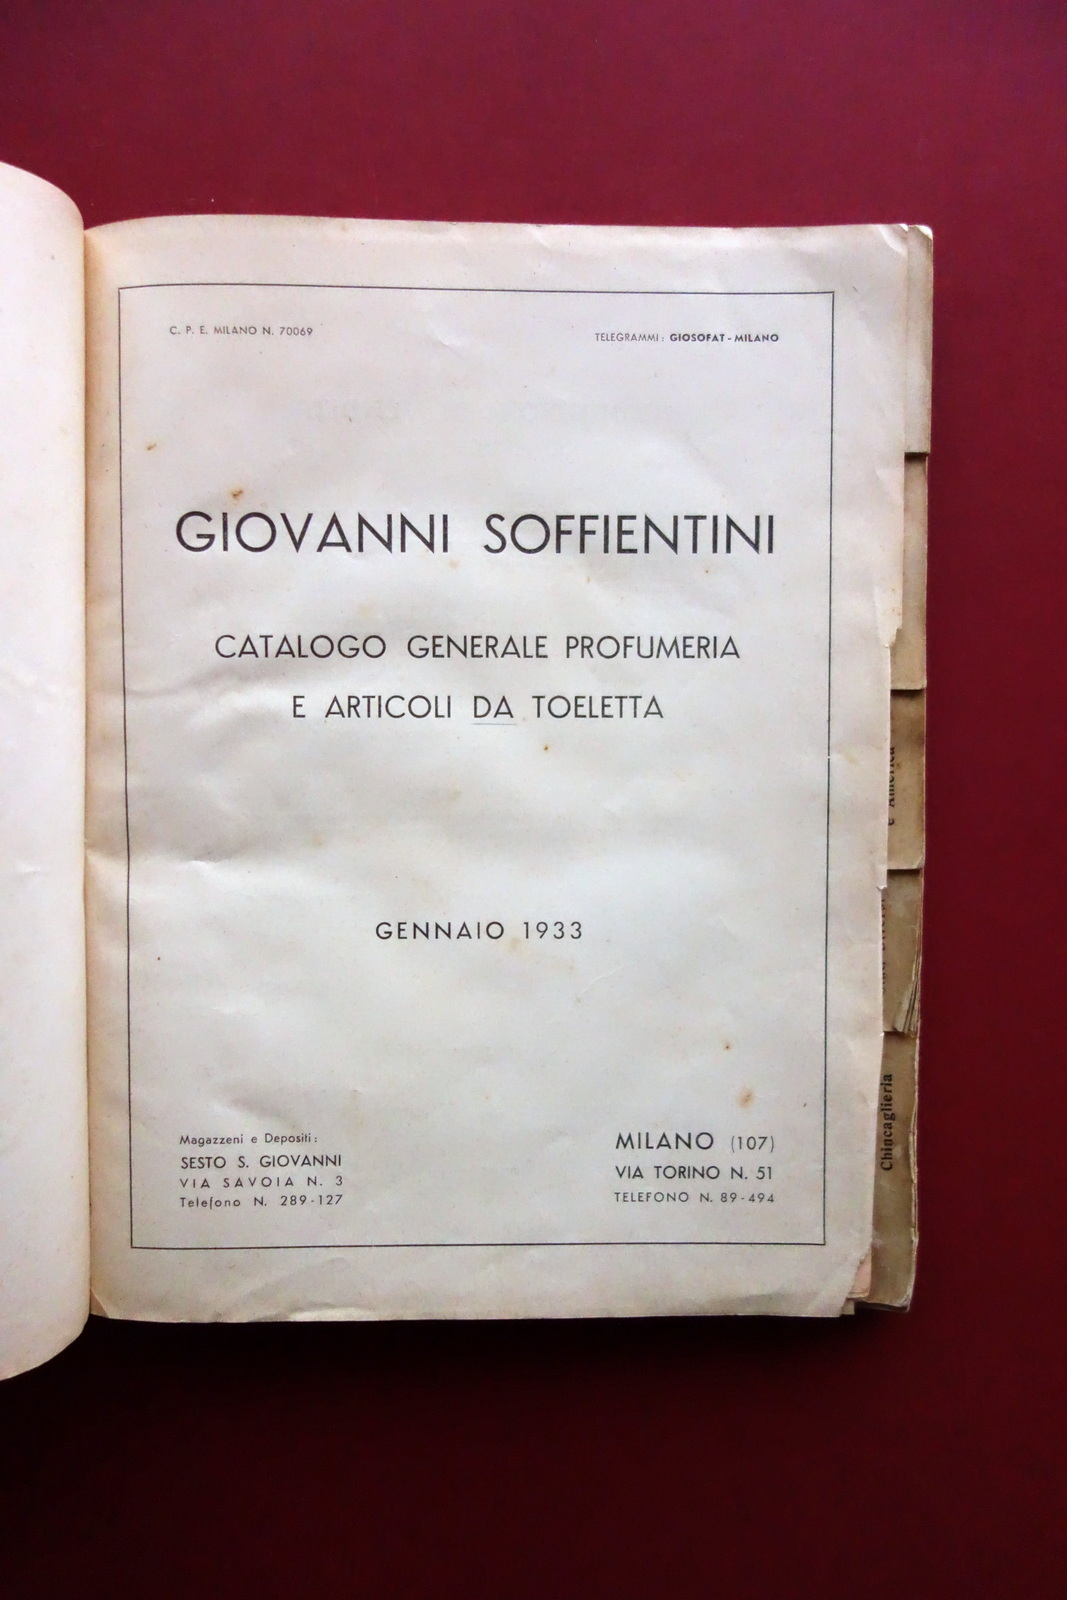 C. P. E. MILANO N. 70069
TELEGRAMMI: GIOSOFAT - MILANO
GIOVANNI SOFFIENTINI
CATALOGO GENERALE PROFUMERIA
E ARTICOLI DA TOELETTA
GENNAIO 1933
Magazzeni e Depositi:
SESTO S. GIOVANNI
VIA SAVOIA N. 3
Telefono N. 289-127
MILANO (107)
VIA TORINO N. 51
TELEFONO N. 89-494
e America
Chincaglieria